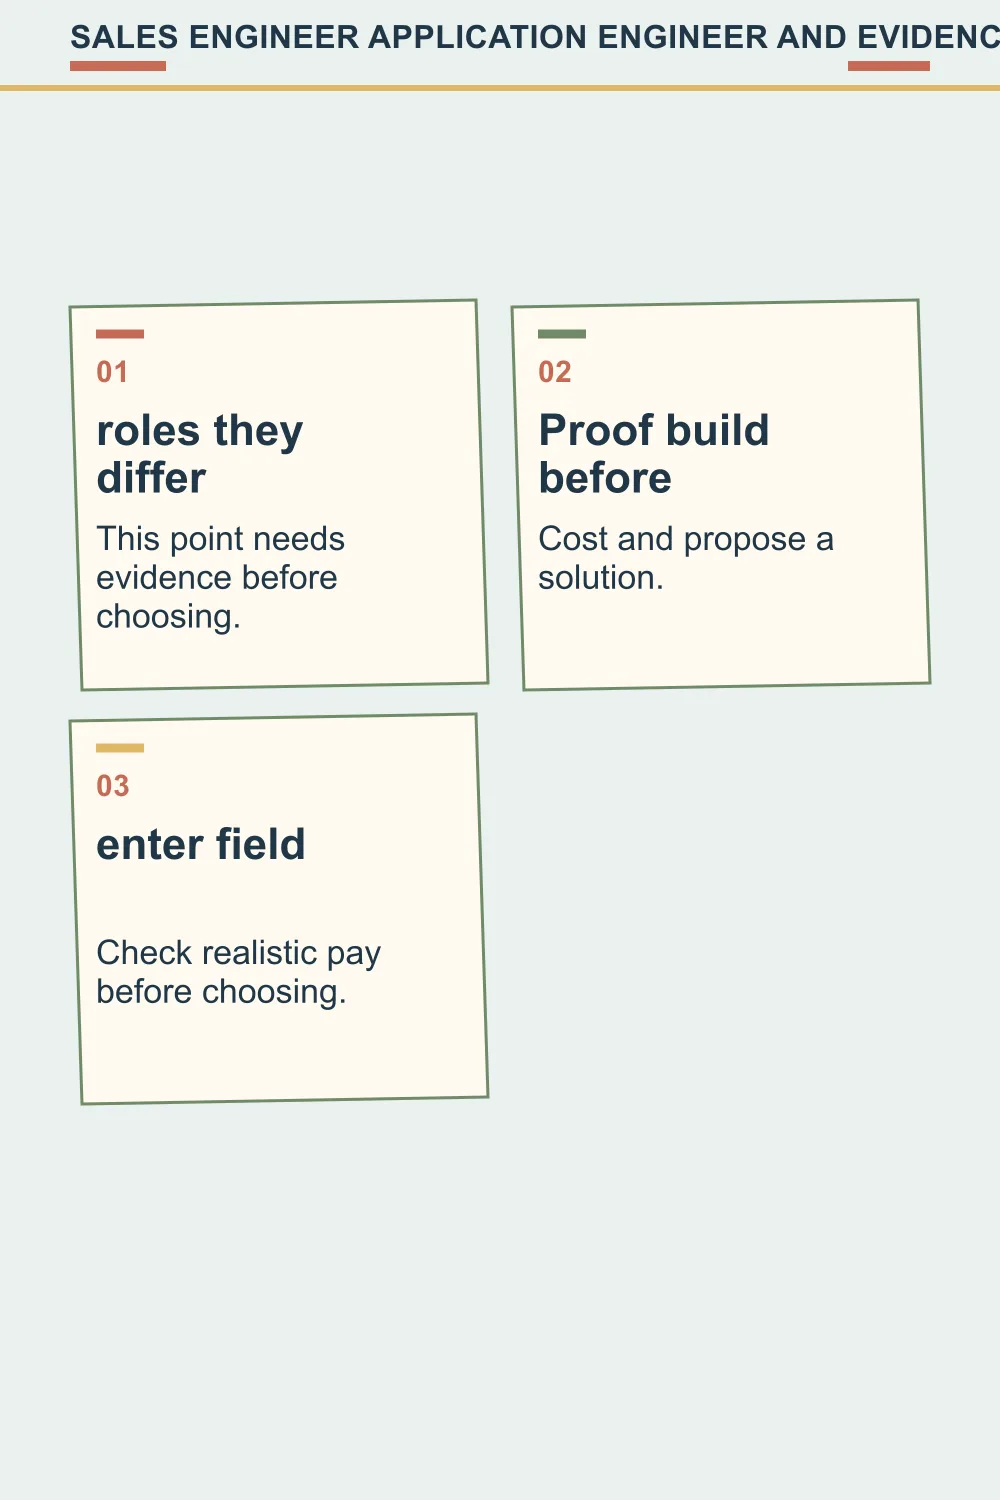 SALES ENGINEER APPLICATION ENGINEER AND EVIDENC
01
roles they
differ
This point needs
evidence before
choosing.
02
Proof build
before
Cost and propose a
solution.
03
enter field
Check realistic pay
before choosing.